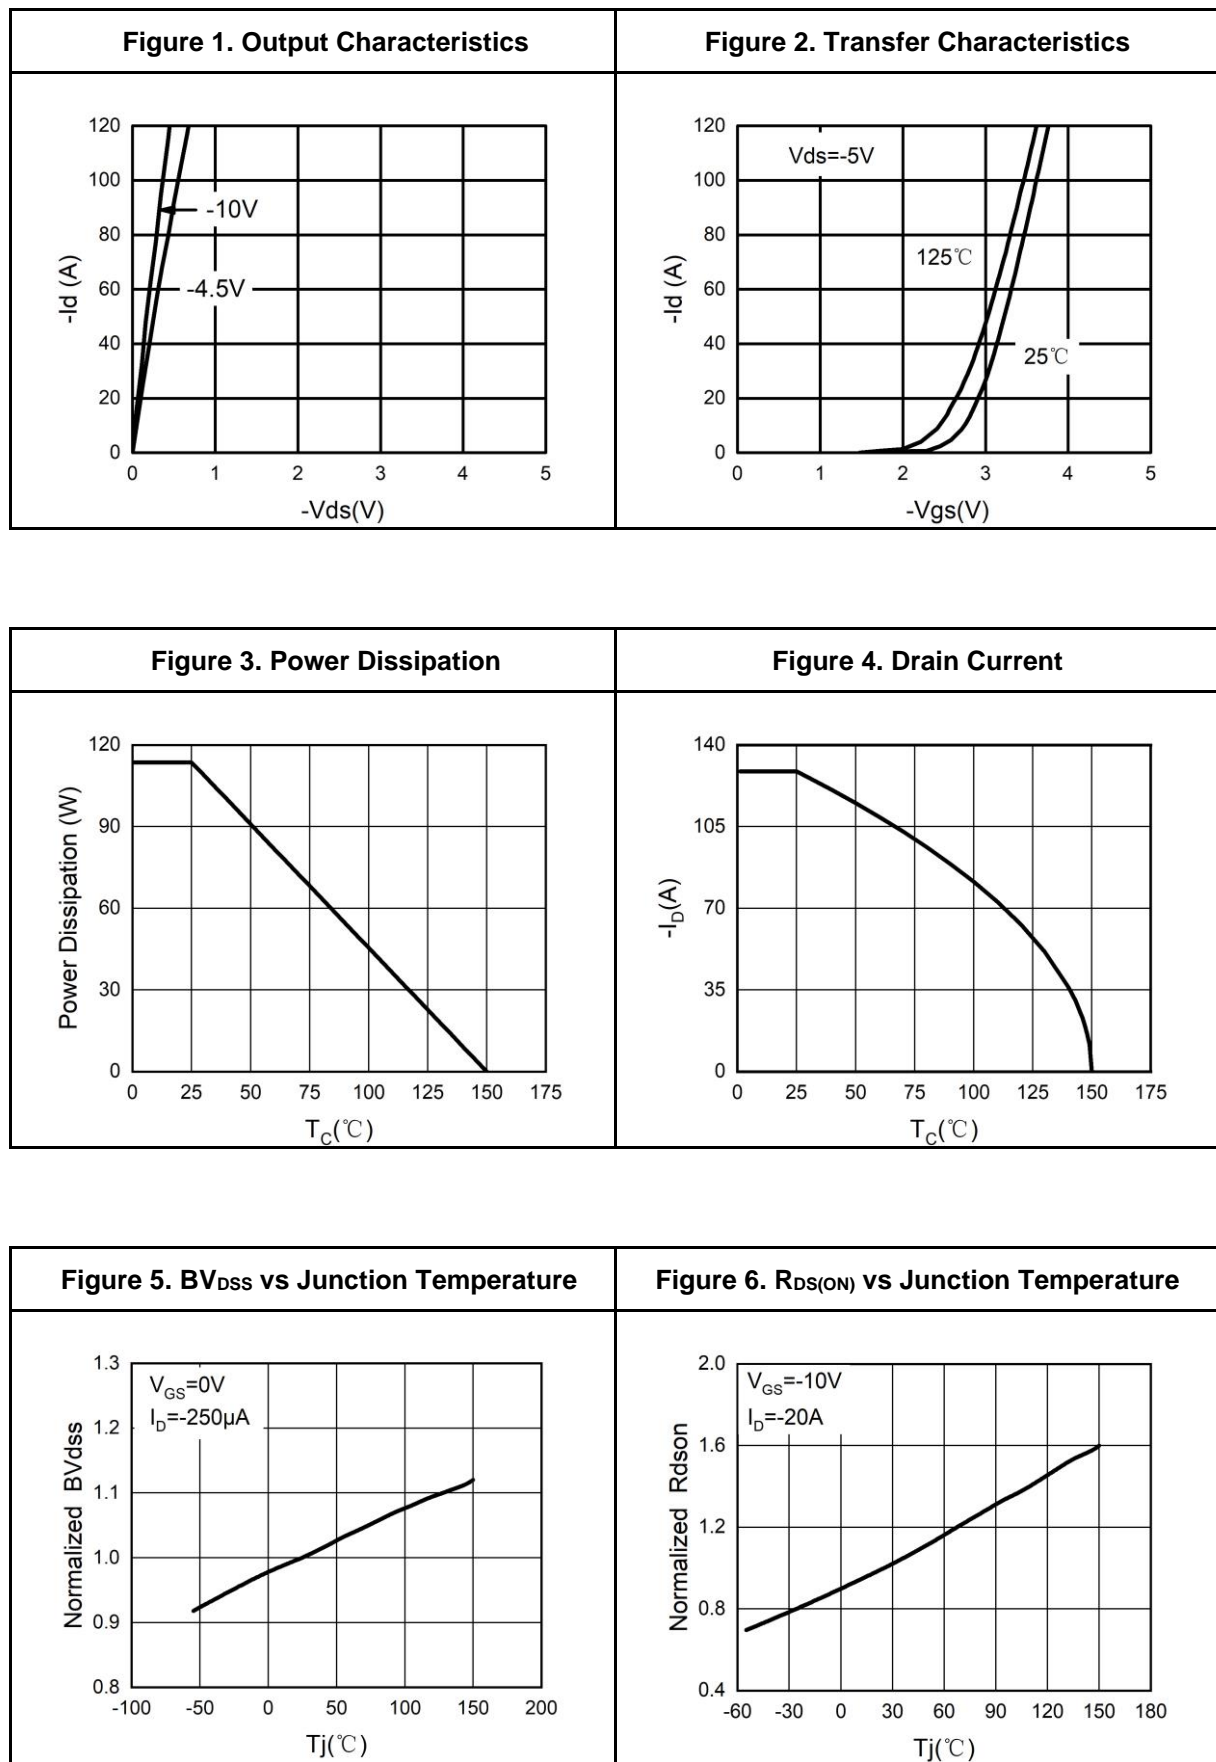 Figure 1. Output Characteristics
Figure 2. Transfer Characteristics
120
100
80
60
40
20
0
-Id (A)
-10V
-4.5V
0 1 2 3 4 5
-Vds(V)
120
100
80
60
40
20
0
-Id (A)
Vds=-5V
125℃
25℃
0 1 2 3 4 5
-Vgs(V)
Figure 3. Power Dissipation
Figure 4. Drain Current
120
90
60
30
0
Power Dissipation (W)
0 25 50 75 100 125 150 175
TC(℃)
140
105
70
35
0
-ID(A)
0 25 50 75 100 125 150 175
TC(℃)
Figure 5. BVDSS vs Junction Temperature
Figure 6. RDS(ON) vs Junction Temperature
1.3
1.2
1.1
1.0
0.9
0.8
Normalized BVdss
VGS=0V
ID=-250μA
-100 -50 0 50 100 150 200
Tj(℃)
2.0
1.6
1.2
0.8
0.4
Normalized Rdson
VGS=-10V
ID=-20A
-60 -30 0 30 60 90 120 150 180
Tj(℃)